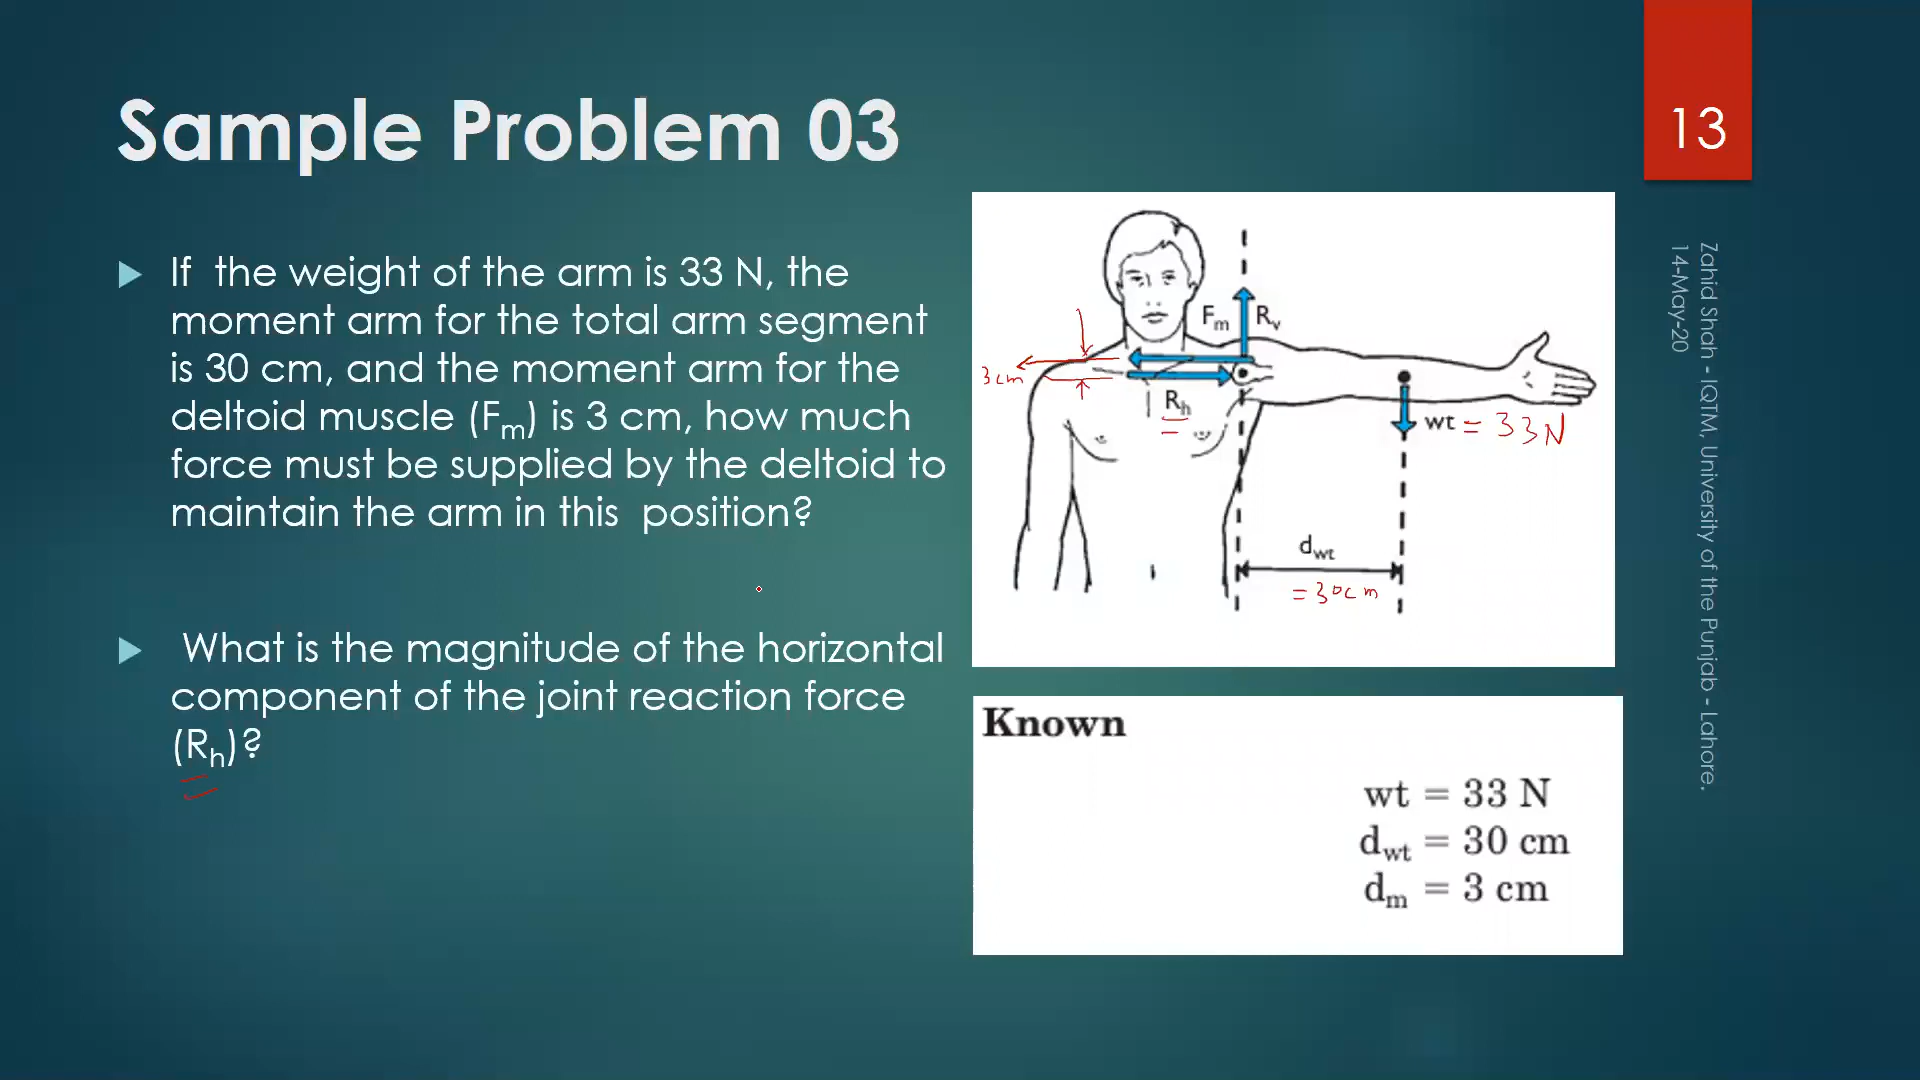 Sample Problem 03
13
If the weight of the arm is 33 N, the
moment arm for the total arm segment
is 30 cm, and the moment arm for the
deltoid muscle (Fm) is 3 cm, how much
force must be supplied by the deltoid to
maintain the arm in this position?
What is the magnitude of the horizontal
component of the joint reaction force
(Rh)?
Fm
Rv
3 cm
Rh
wt = 33N
dwt
= 30cm
Known
wt = 33 N
dwt = 30 cm
dm = 3 cm
Zahid Shah - IQTM, University of the Punjab - Lahore.
14-May-20